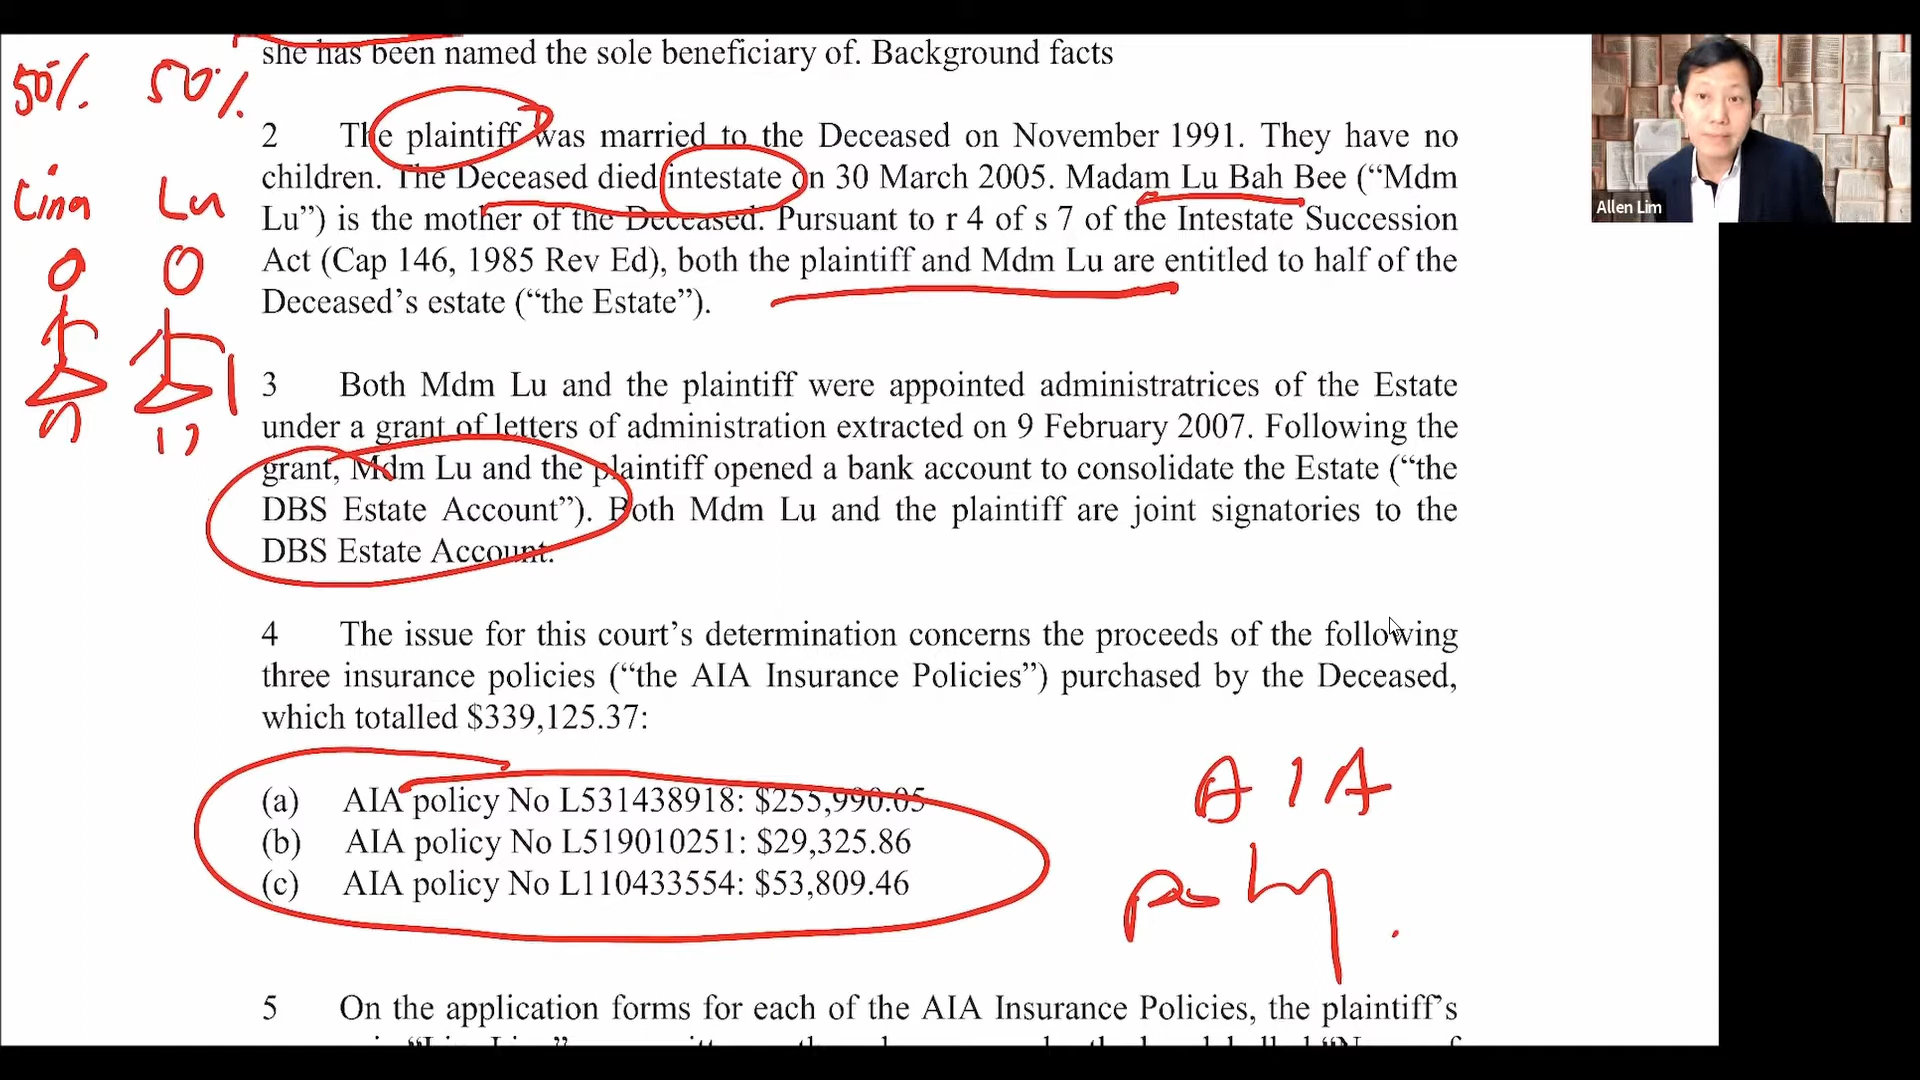 she has been named the sole beneficiary of. Background facts
50% 50%
2 The plaintiff was married to the Deceased on November 1991. They have no
children. The Deceased died intestate on 30 March 2005. Madam Lu Bah Bee (“Mdm
Lina Lu
Lu”) is the mother of the Deceased. Pursuant to r 4 of s 7 of the Intestate Succession
Act (Cap 146, 1985 Rev Ed), both the plaintiff and Mdm Lu are entitled to half of the
Deceased’s estate (“the Estate”).
3 Both Mdm Lu and the plaintiff were appointed administratrices of the Estate
under a grant of letters of administration extracted on 9 February 2007. Following the
grant, Mdm Lu and the plaintiff opened a bank account to consolidate the Estate (“the
DBS Estate Account”). Both Mdm Lu and the plaintiff are joint signatories to the
DBS Estate Account.
4 The issue for this court’s determination concerns the proceeds of the following
three insurance policies (“the AIA Insurance Policies”) purchased by the Deceased,
which totalled $339,125.37:
(a) AIA policy No L531438918: $255,990.05
(b) AIA policy No L519010251: $29,325.86
(c) AIA policy No L110433554: $53,809.46
AIA
policy
5 On the application forms for each of the AIA Insurance Policies, the plaintiff’s
Allen Lim